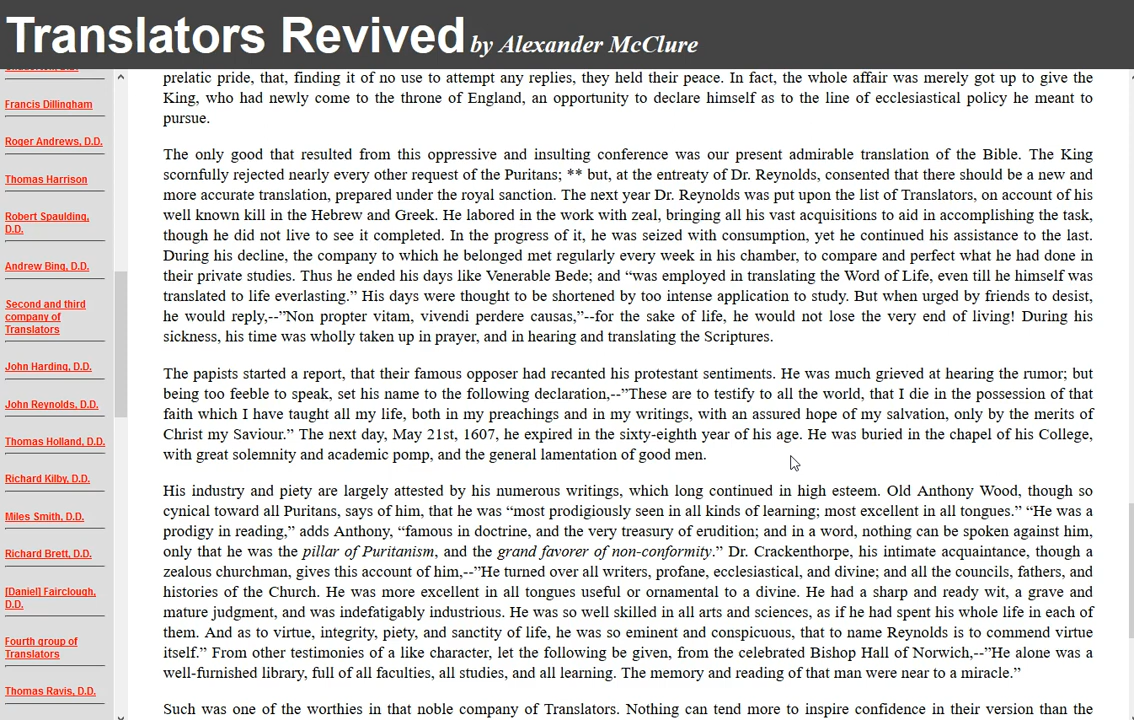 Translators Revived by Alexander McClure
Francis Dillingham
Roger Andrews, D.D.
Thomas Harrison
Robert Spaulding,
D.D.
Andrew Bing, D.D.
Second and third
company of
Translators
John Harding, D.D.
John Reynolds, D.D.
Thomas Holland, D.D.
Richard Kilby, D.D.
Miles Smith, D.D.
Richard Brett, D.D.
[Daniel] Fairclough,
D.D.
Fourth group of
Translators
Thomas Ravis, D.D.
prelatic pride, that, finding it of no use to attempt any replies, they held their peace. In fact, the whole affair was merely got up to give the
King, who had newly come to the throne of England, an opportunity to declare himself as to the line of ecclesiastical policy he meant to
pursue.
The only good that resulted from this oppressive and insulting conference was our present admirable translation of the Bible. The King
scornfully rejected nearly every other request of the Puritans; ** but, at the entreaty of Dr. Reynolds, consented that there should be a new and
more accurate translation, prepared under the royal sanction. The next year Dr. Reynolds was put upon the list of Translators, on account of his
well known kill in the Hebrew and Greek. He labored in the work with zeal, bringing all his vast acquisitions to aid in accomplishing the task,
though he did not live to see it completed. In the progress of it, he was seized with consumption, yet he continued his assistance to the last.
During his decline, the company to which he belonged met regularly every week in his chamber, to compare and perfect what he had done in
their private studies. Thus he ended his days like Venerable Bede; and “was employed in translating the Word of Life, even till he himself was
translated to life everlasting.” His days were thought to be shortened by too intense application to study. But when urged by friends to desist,
he would reply,--”Non propter vitam, vivendi perdere causas,”--for the sake of life, he would not lose the very end of living! During his
sickness, his time was wholly taken up in prayer, and in hearing and translating the Scriptures.
The papists started a report, that their famous opposer had recanted his protestant sentiments. He was much grieved at hearing the rumor; but
being too feeble to speak, set his name to the following declaration,--”These are to testify to all the world, that I die in the possession of that
faith which I have taught all my life, both in my preachings and in my writings, with an assured hope of my salvation, only by the merits of
Christ my Saviour.” The next day, May 21st, 1607, he expired in the sixty-eighth year of his age. He was buried in the chapel of his College,
with great solemnity and academic pomp, and the general lamentation of good men.
His industry and piety are largely attested by his numerous writings, which long continued in high esteem. Old Anthony Wood, though so
cynical toward all Puritans, says of him, that he was “most prodigiously seen in all kinds of learning; most excellent in all tongues.” “He was a
prodigy in reading,” adds Anthony, “famous in doctrine, and the very treasury of erudition; and in a word, nothing can be spoken against him,
only that he was the pillar of Puritanism, and the grand favorer of non-conformity.” Dr. Crackenthorpe, his intimate acquaintance, though a
zealous churchman, gives this account of him,--”He turned over all writers, profane, ecclesiastical, and divine; and all the councils, fathers, and
histories of the Church. He was more excellent in all tongues useful or ornamental to a divine. He had a sharp and ready wit, a grave and
mature judgment, and was indefatigably industrious. He was so well skilled in all arts and sciences, as if he had spent his whole life in each of
them. And as to virtue, integrity, piety, and sanctity of life, he was so eminent and conspicuous, that to name Reynolds is to commend virtue
itself.” From other testimonies of a like character, let the following be given, from the celebrated Bishop Hall of Norwich,--”He alone was a
well-furnished library, full of all faculties, all studies, and all learning. The memory and reading of that man were near to a miracle.”
Such was one of the worthies in that noble company of Translators. Nothing can tend more to inspire confidence in their version than the